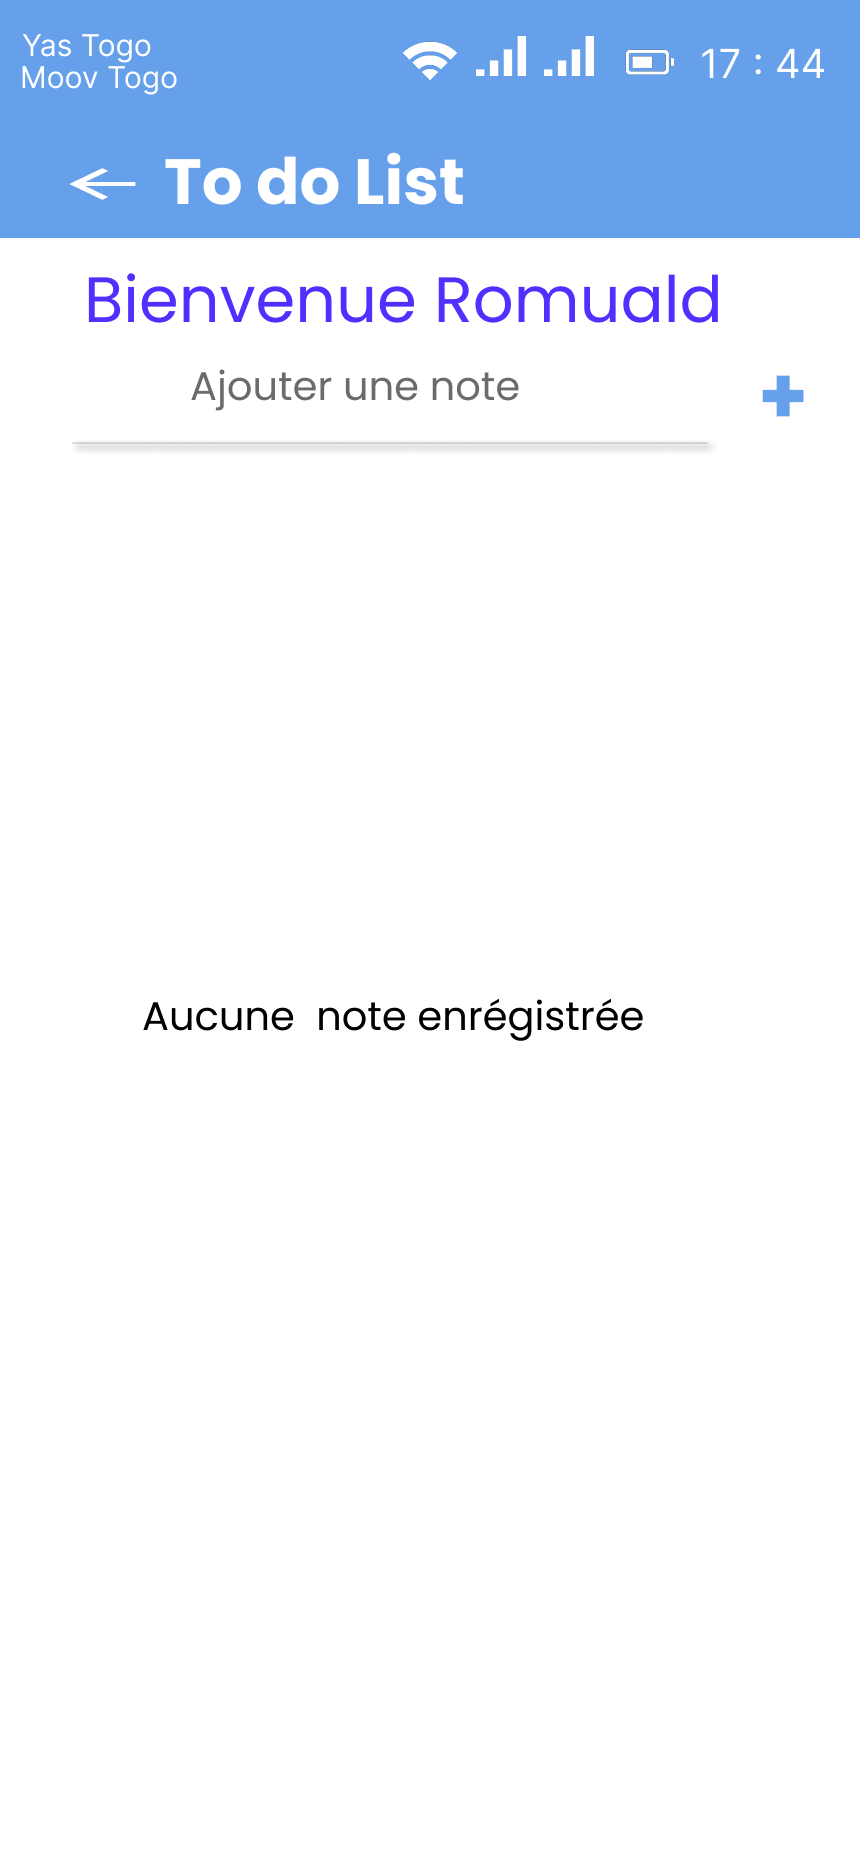 Yas Togo
Moov Togo
17 : 44
To do List
Bienvenue Romuald
Ajouter une note
Aucune  note enrégistrée